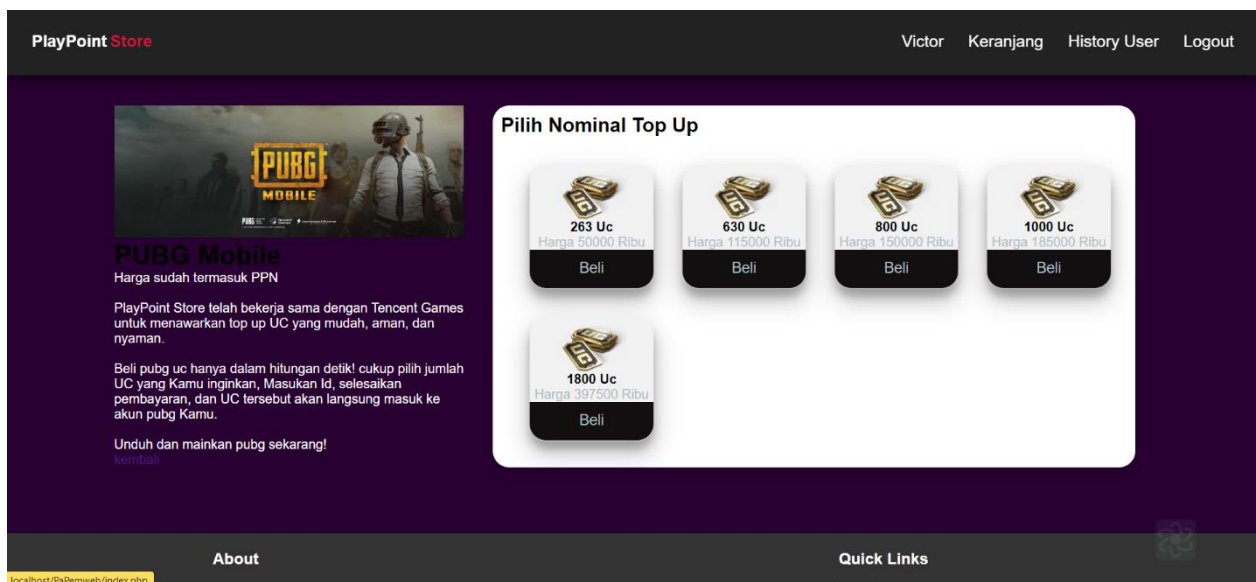 PlayPoint Store
Victor Keranjang History User Logout
PUBG
MOBILE
PUBG Mobile
Harga sudah termasuk PPN
PlayPoint Store telah bekerja sama dengan Tencent Games
untuk menawarkan top up UC yang mudah, aman, dan
nyaman.
Beli pubg uc hanya dalam hitungan detik! cukup pilih jumlah
UC yang Kamu inginkan, Masukan Id, selesaikan
pembayaran, dan UC tersebut akan langsung masuk ke
akun pubg Kamu.
Unduh dan mainkan pubg sekarang!
kembali
Pilih Nominal Top Up
263 Uc
Harga 50000 Ribu
Beli
630 Uc
Harga 115000 Ribu
Beli
800 Uc
Harga 150000 Ribu
Beli
1000 Uc
Harga 185000 Ribu
Beli
1800 Uc
Harga 397500 Ribu
Beli
About
Quick Links
localhost/PaPemweb/index.php